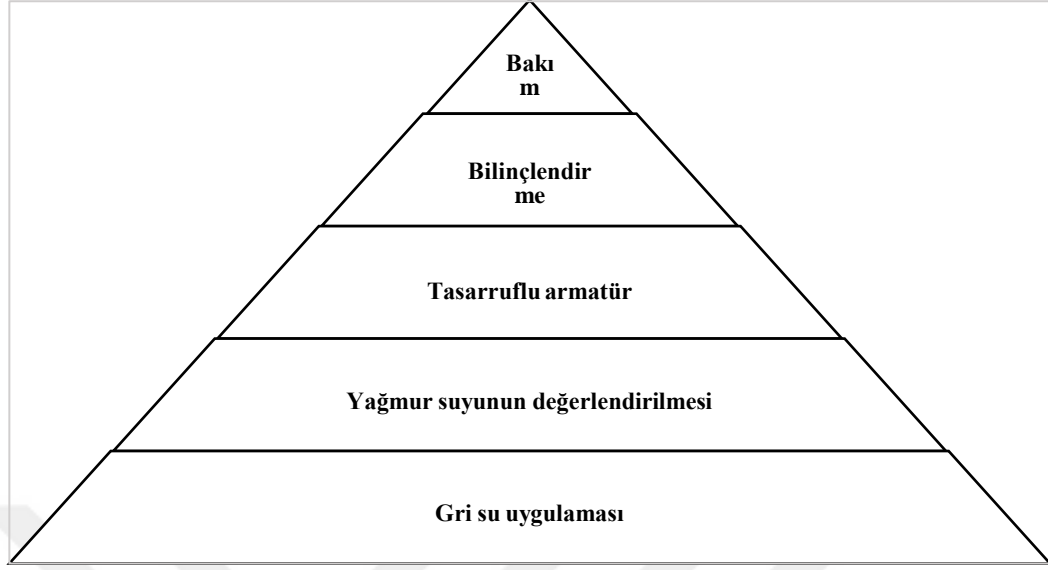 Bakı
m
Bilinçlendir
me
Tasarruflu armatür
Yağmur suyunun değerlendirilmesi
Gri su uygulaması